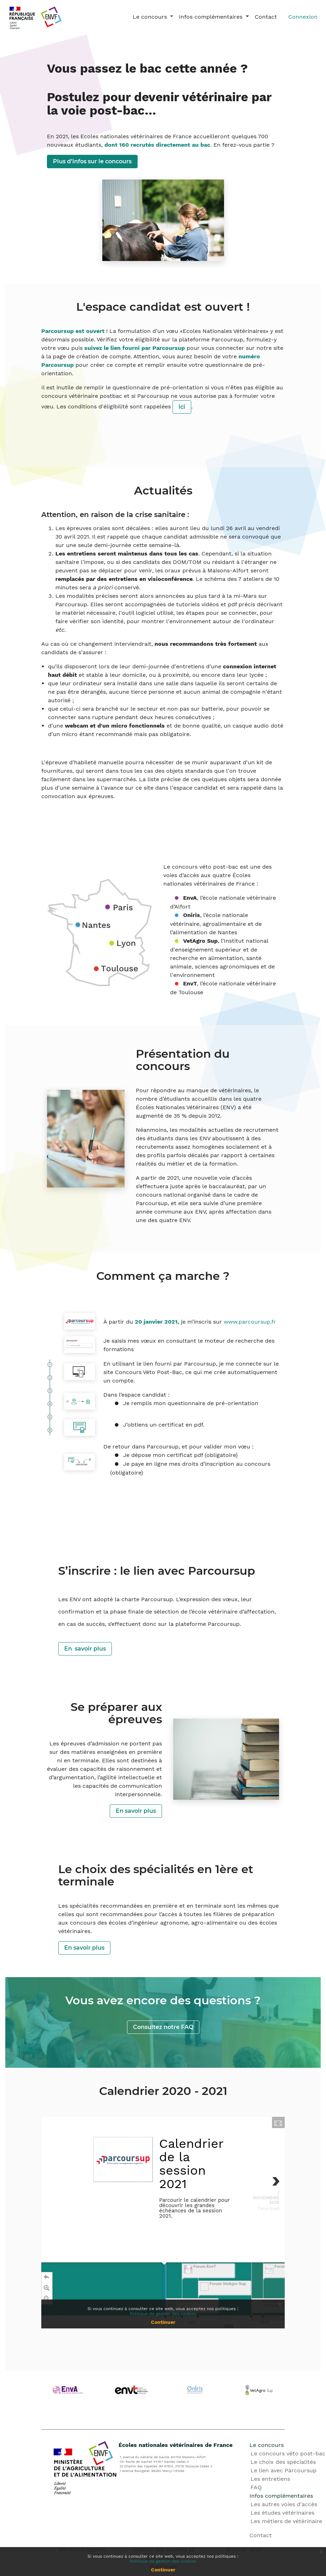 RÉPUBLIQUE
FRANÇAISE
ENVF
Le concours
Infos complémentaires
Contact
Connexion
Vous passez le bac cette année ?
Postulez pour devenir vétérinaire par
la voie post-bac...
En 2021, les Ecoles nationales vétérinaires de France accueilleront quelques 700
nouveaux étudiants, dont 160 recrutés directement au bac. En ferez-vous partie ?
Plus d'infos sur le concours
L'espace candidat est ouvert !
Parcoursup est ouvert ! La formulation d'un vœu «Ecoles Nationales Vétérinaires» y est
désormais possible. Vérifiez votre éligibilité sur la plateforme Parcoursup, formulez-y
votre vœu puis suivez le lien fourni par Parcoursup pour vous connecter sur notre site
à la page de création de compte. Attention, vous aurez besoin de votre numéro
Parcoursup pour créer ce compte et remplir ensuite votre questionnaire de pré-
orientation.
Il est inutile de remplir le questionnaire de pré-orientation si vous n'êtes pas éligible au
concours vétérinaire postbac et si Parcoursup ne vous autorise pas à formuler votre
vœu. Les conditions d'éligibilité sont rappelées ici.
Actualités
Attention, en raison de la crise sanitaire :
1. Les épreuves orales sont décalées : elles auront lieu du lundi 26 avril au vendredi
30 avril 2021. Il est rappelé que chaque candidat admissible ne sera convoqué que
sur une seule demi-journée cette semaine-là.
2. Les entretiens seront maintenus dans tous les cas. Cependant, si la situation
sanitaire l'impose, ou si des candidats des DOM/TOM ou résidant à l'étranger ne
peuvent pas se déplacer pour venir, les oraux prévus à Maisons-Alfort seront
remplacés par des entretiens en visioconférence. Le schéma des 7 ateliers de 10
minutes sera a priori conservé.
3. Les modalités précises seront alors annoncées au plus tard à la mi-Mars sur
Parcoursup. Elles seront accompagnées de tutoriels vidéos et prét précisera décrivant
le matériel nécessaire, l'outil logiciel utilisé, les étapes pour se connecter, pour
faire vérifier son identité, pour montrer l'environnement autour de l'ordinateur
etc.
Au cas où ce changement interviendrait, nous recommandons très fortement aux
candidats de s'assurer :
• qu'ils disposeront lors de leur demi-journée d'entretiens d'une connexion internet
haut débit et stable à leur domicile, ou à proximité, ou encore dans leur lycée ;
• que leur ordinateur sera installé dans une salle dans laquelle ils se seront certains de
ne pas être dérangés, aucune tierce personne et aucun animal de compagnie n'étant
autorisé ;
• que celui-ci sera branché sur le secteur et non pas sur batterie, pour pouvoir se
connecter sans rupture pendant deux heures consécutives ;
• d'une webcam et d'un micro fonctionnels et de bonne qualité, un casque audio doté
d'un micro étant recommandé mais pas obligatoire.
L'épreuve d'habileté manuelle pourra nécessiter de se munir auparavant d'un kit de
fournitures, qui seront dans tous les cas des objets standards que l'on trouve
facilement dans les supermarchés. La liste précise de ces quelques objets sera donnée
plus d'une semaine à l'avance sur ce site dans l'espace candidat et sera rappelé dans la
convocation aux épreuves.
Paris
Nantes
Lyon
Toulouse
Le concours véto post-bac est une des
voies d'accès aux quatre Écoles
nationales vétérinaires de France :
EnvA, l'école nationale vétérinaire
d'Alfort
Oniris, l'école nationale
vétérinaire, agroalimentaire et de
l'alimentation de Nantes
VetAgro Sup, l'Institut national
d'enseignement supérieur et de
recherche en alimentation, santé
animale, sciences agronomiques et de
l'environnement
EnvT, l'école nationale vétérinaire
de Toulouse
Présentation du
concours
Pour répondre au manque de vétérinaires, le
nombre d'étudiants accueillis dans les quatre
Écoles Nationales Vétérinaires (ENV) a été
augmenté de 35 % depuis 2012.
Néanmoins, les modalités actuelles de recrutement
des étudiants dans les ENV aboutissent à des
recrutements assez homogènes socialement et à
des profils parfois décalés par rapport à certaines
réalités du métier et de la formation.
A partir de 2021, une nouvelle voie d'accès
s'effectuera juste après le baccalauréat, par un
concours national organisé dans le cadre de
Parcoursup, et elle sera suivie d'une première
année commune aux ENV, après affectation dans
une des quatre ENV.
Comment ça marche ?
parcoursup
À partir du 20 janvier 2021, je m'inscris sur www.parcoursup.fr
Je saisis mes vœux en consultant le moteur de recherche des
formations
En utilisant le lien fourni par Parcoursup, je me connecte sur le
site Concours Véto Post-Bac, ce qui me crée automatiquement
un compte.
Dans l'espace candidat :
Je remplis mon questionnaire de pré-orientation
J'obtiens un certificat en pdf.
De retour dans Parcoursup, et pour valider mon vœu :
Je dépose mon certificat pdf (obligatoire)
Je paye en ligne mes droits d'inscription au concours
(obligatoire)
S'inscrire : le lien avec Parcoursup
Les ENV ont adopté la charte Parcoursup. L'expression des vœux, leur
confirmation et la phase finale de sélection de l'école vétérinaire d'affectation,
en cas de succès, s'effectuent donc sur la plateforme Parcoursup.
En savoir plus
Se préparer aux
épreuves
Les épreuves d'admission ne portent pas
sur des matières enseignées en première
ni en terminale. Elles sont destinées à
évaluer des capacités de raisonnement et
d'argumentation, l'agilité intellectuelle et
les capacités de communication
interpersonnelle.
En savoir plus
Le choix des spécialités en 1ère et
terminale
Les spécialités recommandées en première et en terminale sont les mêmes que
celles qui sont recommandées pour l'accès à toutes les filières de préparation
aux concours des écoles d'ingénieur agronome, agro-alimentaire ou des écoles
vétérinaires.
En savoir plus
Vous avez encore des questions ?
Consultez notre FAQ
Calendrier 2020 - 2021
parcoursup
Calendrier
de la
session
2021
Parcourir le calendrier pour
découvrir les grandes
échéances de la session
2021.
Si vous continuez à consulter ce site web, vous acceptez nos politiques :
Continuer
EnvA
envt
Oniris
VetAgro Sup
MINISTÈRE
DE L'AGRICULTURE
ET DE L'ALIMENTATION
Liberté
Égalité
Fraternité
ENVF
Écoles nationales vétérinaires de France
Le concours
Le concours véto post-bac
Le choix des spécialités
Le lien avec Parcoursup
Les entretiens
FAQ
Infos complémentaires
Les autres voies d'accès
Les études vétérinaires
Les métiers de vétérinaire
Contact
Si vous continuez à consulter ce site web, vous acceptez nos politiques :
Continuer